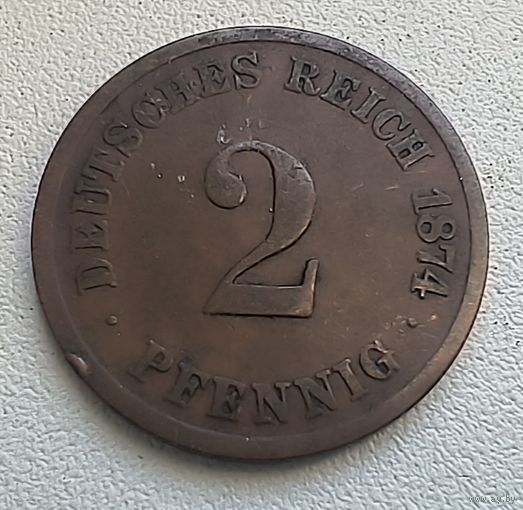 DEUTSCHES REICH 1874
2
PFENNIG
www.ay.by